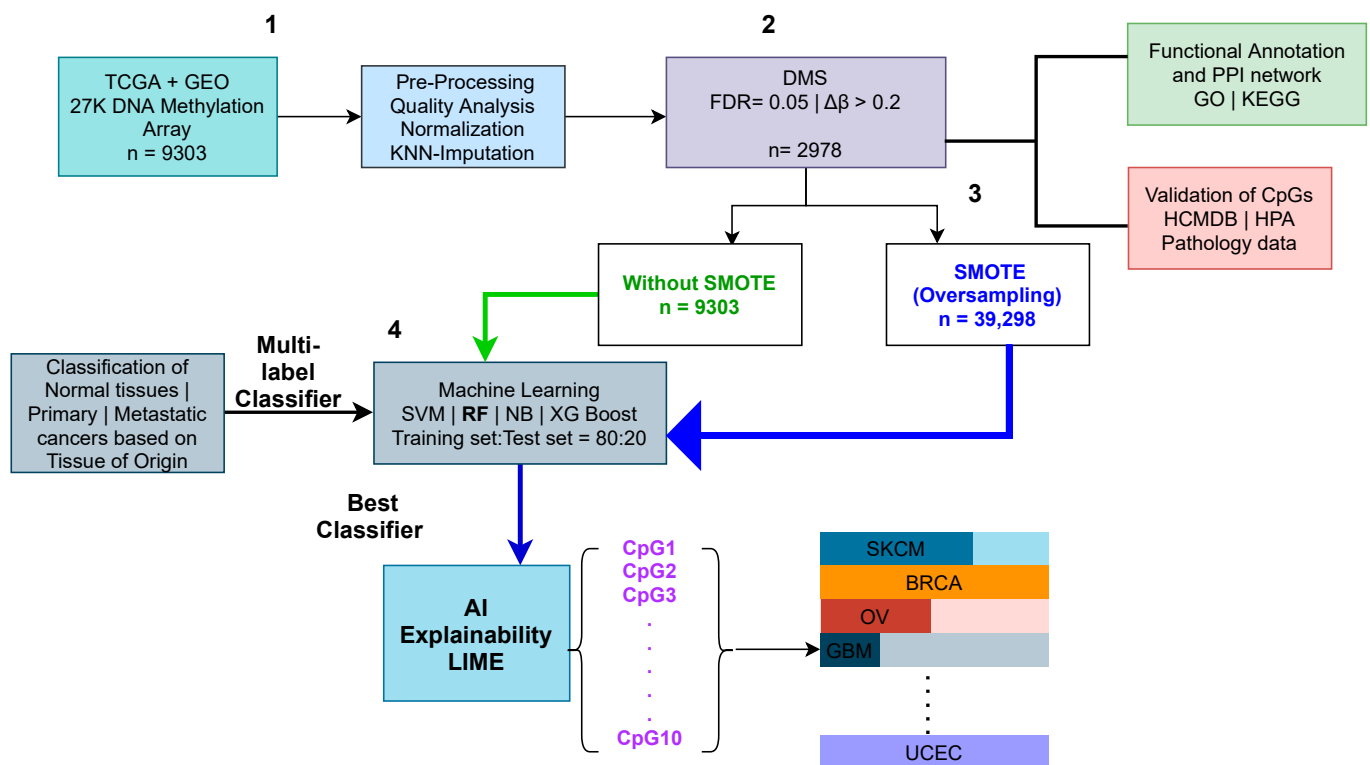 1
2
TCGA + GEO
27K DNA Methylation
Array
n = 9303
Pre-Processing
Quality Analysis
Normalization
KNN-Imputation
DMS
FDR= 0.05 | Δβ > 0.2
n= 2978
Functional Annotation
and PPI network
GO | KEGG
Validation of CpGs
HCMDB | HPA
Pathology data
3
Without SMOTE
n = 9303
SMOTE
(Oversampling)
n = 39,298
4
Classification of
Normal tissues |
Primary | Metastatic
cancers based on
Tissue of Origin
Multi-
label
Classifier
Machine Learning
SVM | RF | NB | XG Boost
Training set:Test set = 80:20
Best
Classifier
AI
Explainability
LIME
CpG1
CpG2
CpG3
.
.
.
.
.
CpG10
SKCM
BRCA
OV
GBM
UCEC